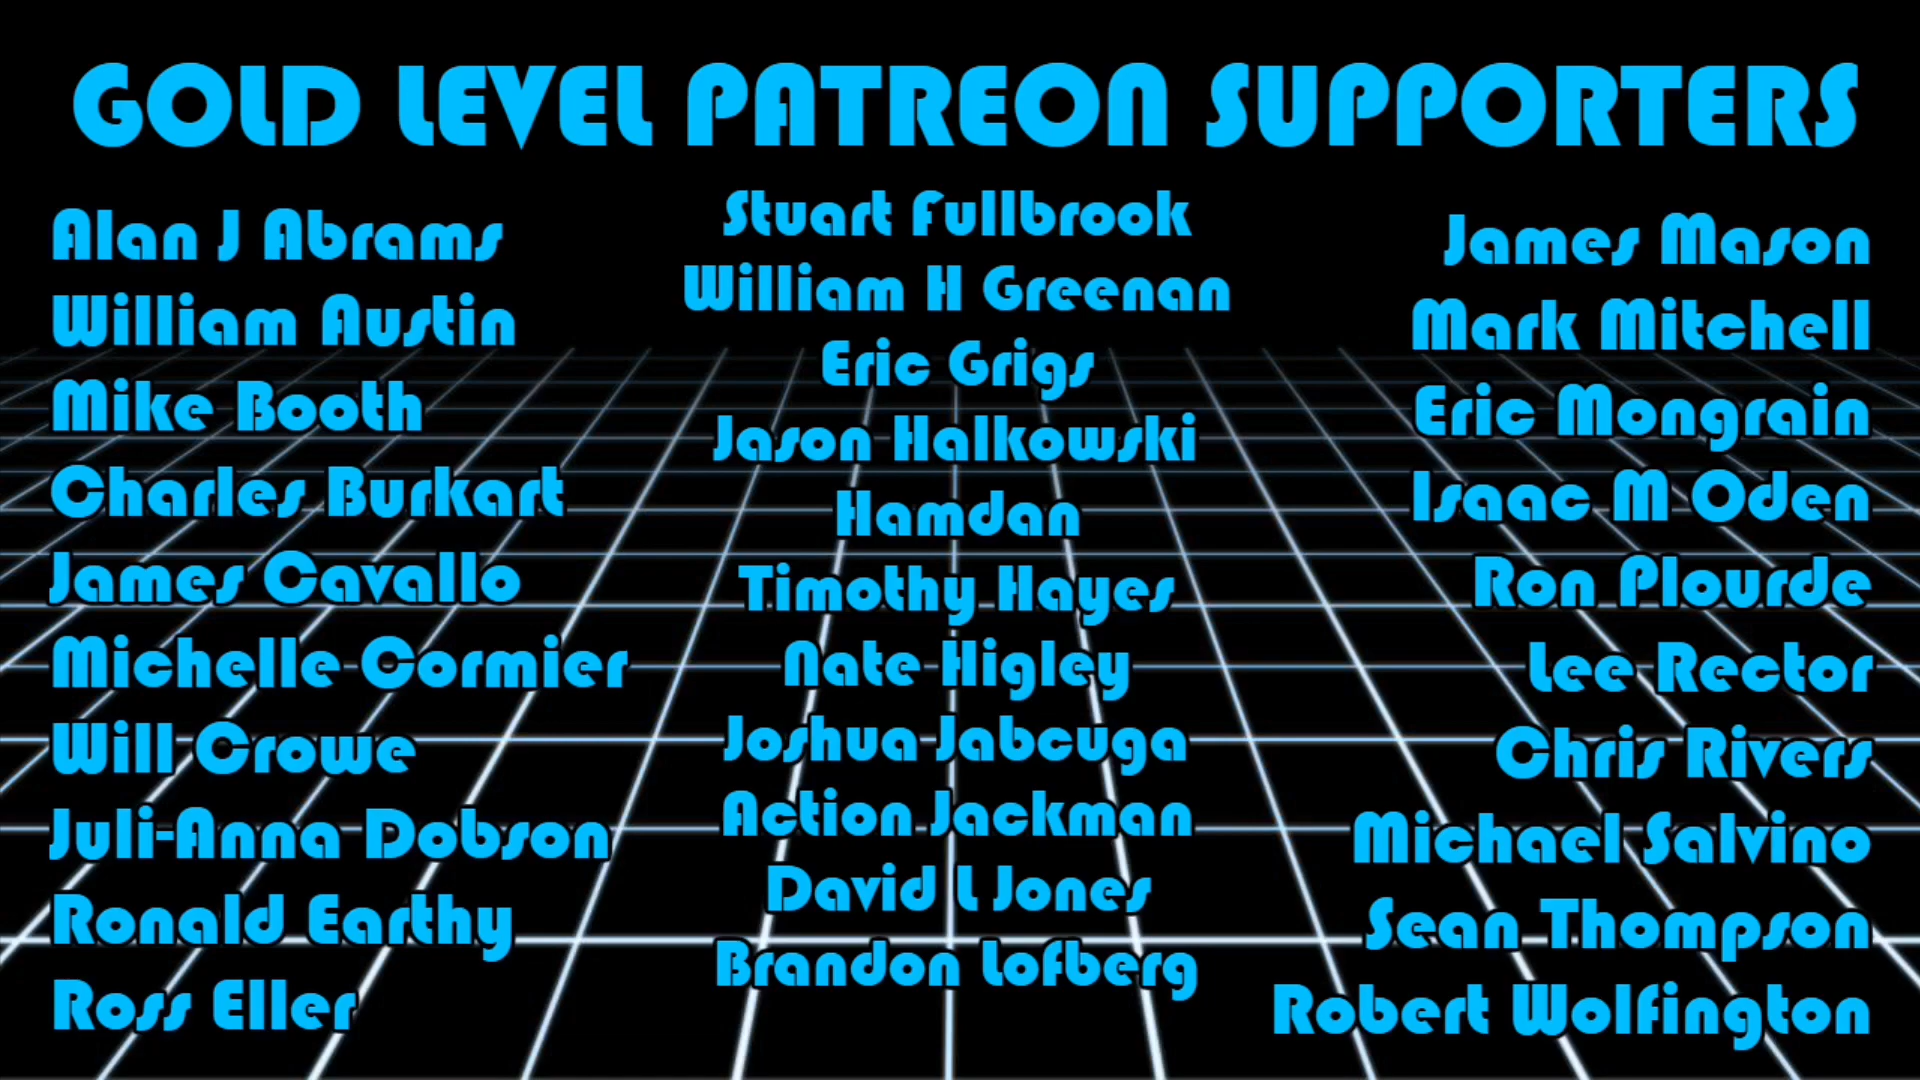 GOLD LEVEL PATREON SUPPORTERS
Alan J Abrams
William Austin
Mike Booth
Charles Burkart
James Cavallo
Michelle Cormier
Will Crowe
Juli-Anna Dobson
Ronald Earthy
Ross Eller
Stuart Fullbrook
William H Greenan
Eric Grigs
Jason Halkowski
Hamdan
Timothy Hayes
Nate Higley
Joshua Jabcuga
Action Jackman
David L Jones
Brandon Lofberg
James Mason
Mark Mitchell
Eric Mongrain
Isaac M Oden
Ron Plourde
Lee Rector
Chris Rivers
Michael Salvino
Sean Thompson
Robert Wolfington